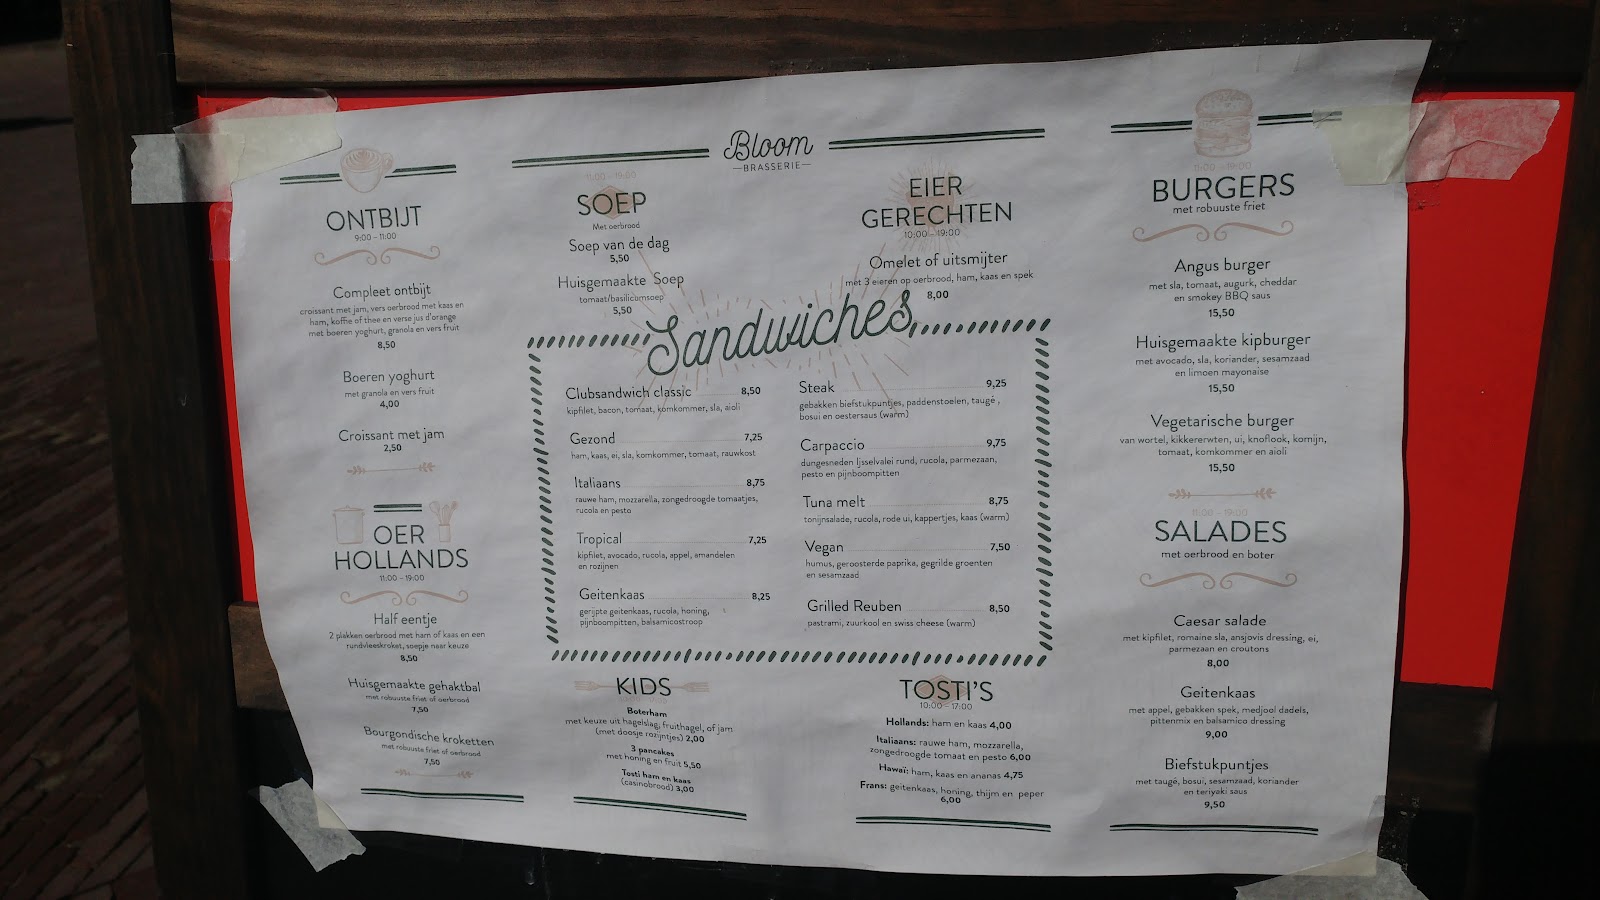 Bloom
BRASSERIE
ONTBIJT
9:00 - 11:00
Compleet ontbijt
croissant met jam, vers oerbrood met kaas en
ham, koffie of thee en verse jus d'orange
met boeren yoghurt, granola en vers fruit
8,50
Boeren yoghurt
met granola en vers fruit
4,00
Croissant met jam
2,50
OER
HOLLANDS
11:00 - 19:00
Half eentje
2 plakken oerbrood met ham of kaas en een
rundvleeskroket, soepje naar keuze
8,50
Huisgemaakte gehaktbal
met robuuste friet of oerbrood
7,50
Bourgondische kroketten
met robuuste friet of oerbrood
7,50
11:00 - 19:00
SOEP
Met oerbrood
Soep van de dag
5,50
Huisgemaakte Soep
tomaat/basilicumsoep
5,50
EIER
GERECHTEN
10:00 - 19:00
Omelet of uitsmijter
met 3 eieren op oerbrood, ham, kaas en spek
8,00
Sandwiches
Clubsandwich classic 8,50
kipfilet, bacon, tomaat, komkommer, sla, aioli
Gezond 7,25
ham, kaas, ei, sla, komkommer, tomaat, rauwkost
Italiaans 8,75
rauwe ham, mozzarella, zongedroogde tomaatjes,
rucola en pesto
Tropical 7,25
kipfilet, avocado, rucola, appel, amandelen
en rozijnen
Geitenkaas 8,25
gerijpte geitenkaas, rucola, honing,
pijnboompitten, balsamicostroop
Steak 9,25
gebakken biefstukpuntjes, paddenstoelen, taugé ,
bosui en oestersaus (warm)
Carpaccio 9,75
dungesneden Ijsselvalei rund, rucola, parmezaan,
pesto en pijnboompitten
Tuna melt 8,75
tonijnsalade, rucola, rode ui, kappertjes, kaas (warm)
Vegan 7,50
humus, geroosterde paprika, gegrilde groenten
en sesamzaad
Grilled Reuben 8,50
pastrami, zuurkool en swiss cheese (warm)
KIDS
Boterham
met keuze uit hagelslag, fruithagel, of jam
(met doosje rozijntjes) 2,00
3 pancakes
met honing en fruit 5,50
Tosti ham en kaas
(casinobrood) 3,00
TOSTI'S
10:00 - 17:00
Hollands: ham en kaas 4,00
Italiaans: rauwe ham, mozzarella,
zongedroogde tomaat en pesto 6,00
Hawaï: ham, kaas en ananas 4,75
Frans: geitenkaas, honing, thijm en peper
6,00
11:00 - 19:00
BURGERS
met robuuste friet
Angus burger
met sla, tomaat, augurk, cheddar
en smokey BBQ saus
15,50
Huisgemaakte kipburger
met avocado, sla, koriander, sesamzaad
en limoen mayonaise
15,50
Vegetarische burger
van wortel, kikkererwten, ui, knoflook, komijn,
tomaat, komkommer en aioli
15,50
11:00 - 19:00
SALADES
met oerbrood en boter
Caesar salade
met kipfilet, romaine sla, ansjovis dressing, ei,
parmezaan en croutons
8,00
Geitenkaas
met appel, gebakken spek, medjool dadels,
pittenmix en balsamico dressing
9,00
Biefstukpuntjes
met taugé, bosui, sesamzaad, koriander
en teriyaki saus
9,50